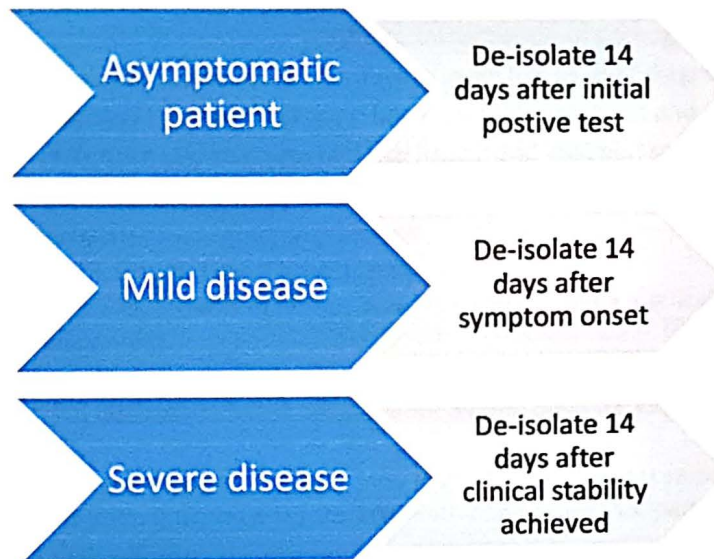 Asymptomatic
patient
De-isolate 14
days after initial
postive test
Mild disease
De-isolate 14
days after
symptom onset
Severe disease
De-isolate 14
days after
clinical stability
achieved